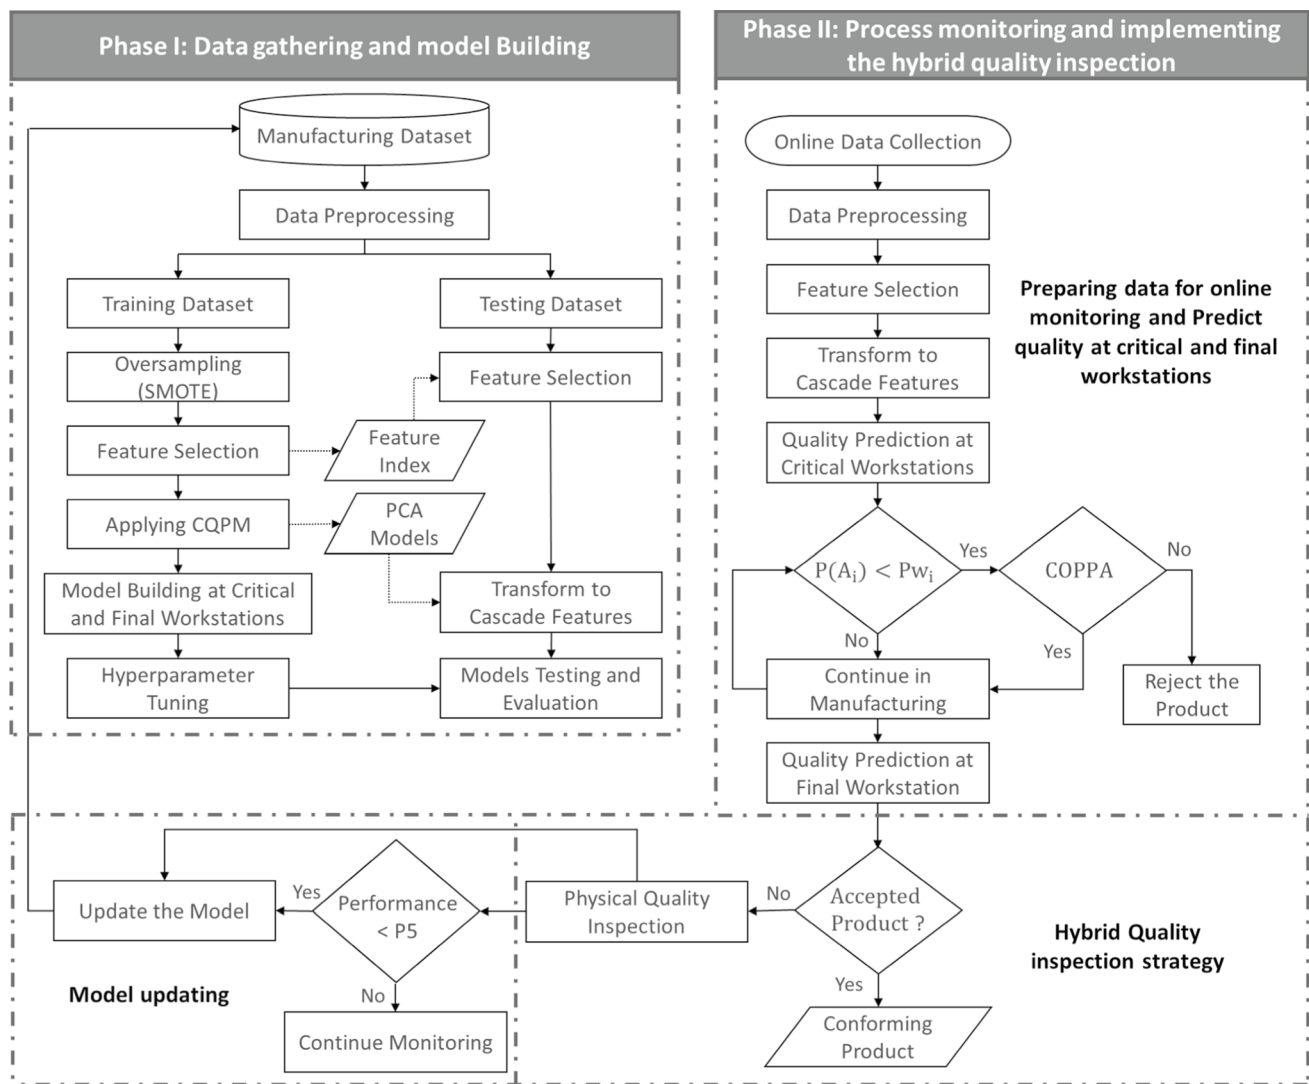 Phase I: Data gathering and model Building
Manufacturing Dataset
Data Preprocessing
Training Dataset
Testing Dataset
Oversampling
(SMOTE)
Feature Selection
Feature Selection
Feature
Index
Applying CQPM
PCA
Models
Model Building at Critical
and Final Workstations
Transform to
Cascade Features
Hyperparameter
Tuning
Models Testing and
Evaluation
Phase II: Process monitoring and implementing
the hybrid quality inspection
Online Data Collection
Data Preprocessing
Feature Selection
Transform to
Cascade Features
Quality Prediction at
Critical Workstations
Preparing data for online
monitoring and Predict
quality at critical and final
workstations
P(Aᵢ) < Pwᵢ
Yes
COPPA
No
No
Yes
Continue in
Manufacturing
Reject the
Product
Quality Prediction at
Final Workstation
Accepted
Product ?
No
Yes
Conforming
Product
Physical Quality
Inspection
Hybrid Quality
inspection strategy
Performance
< P5
Yes
No
Update the Model
Continue Monitoring
Model updating